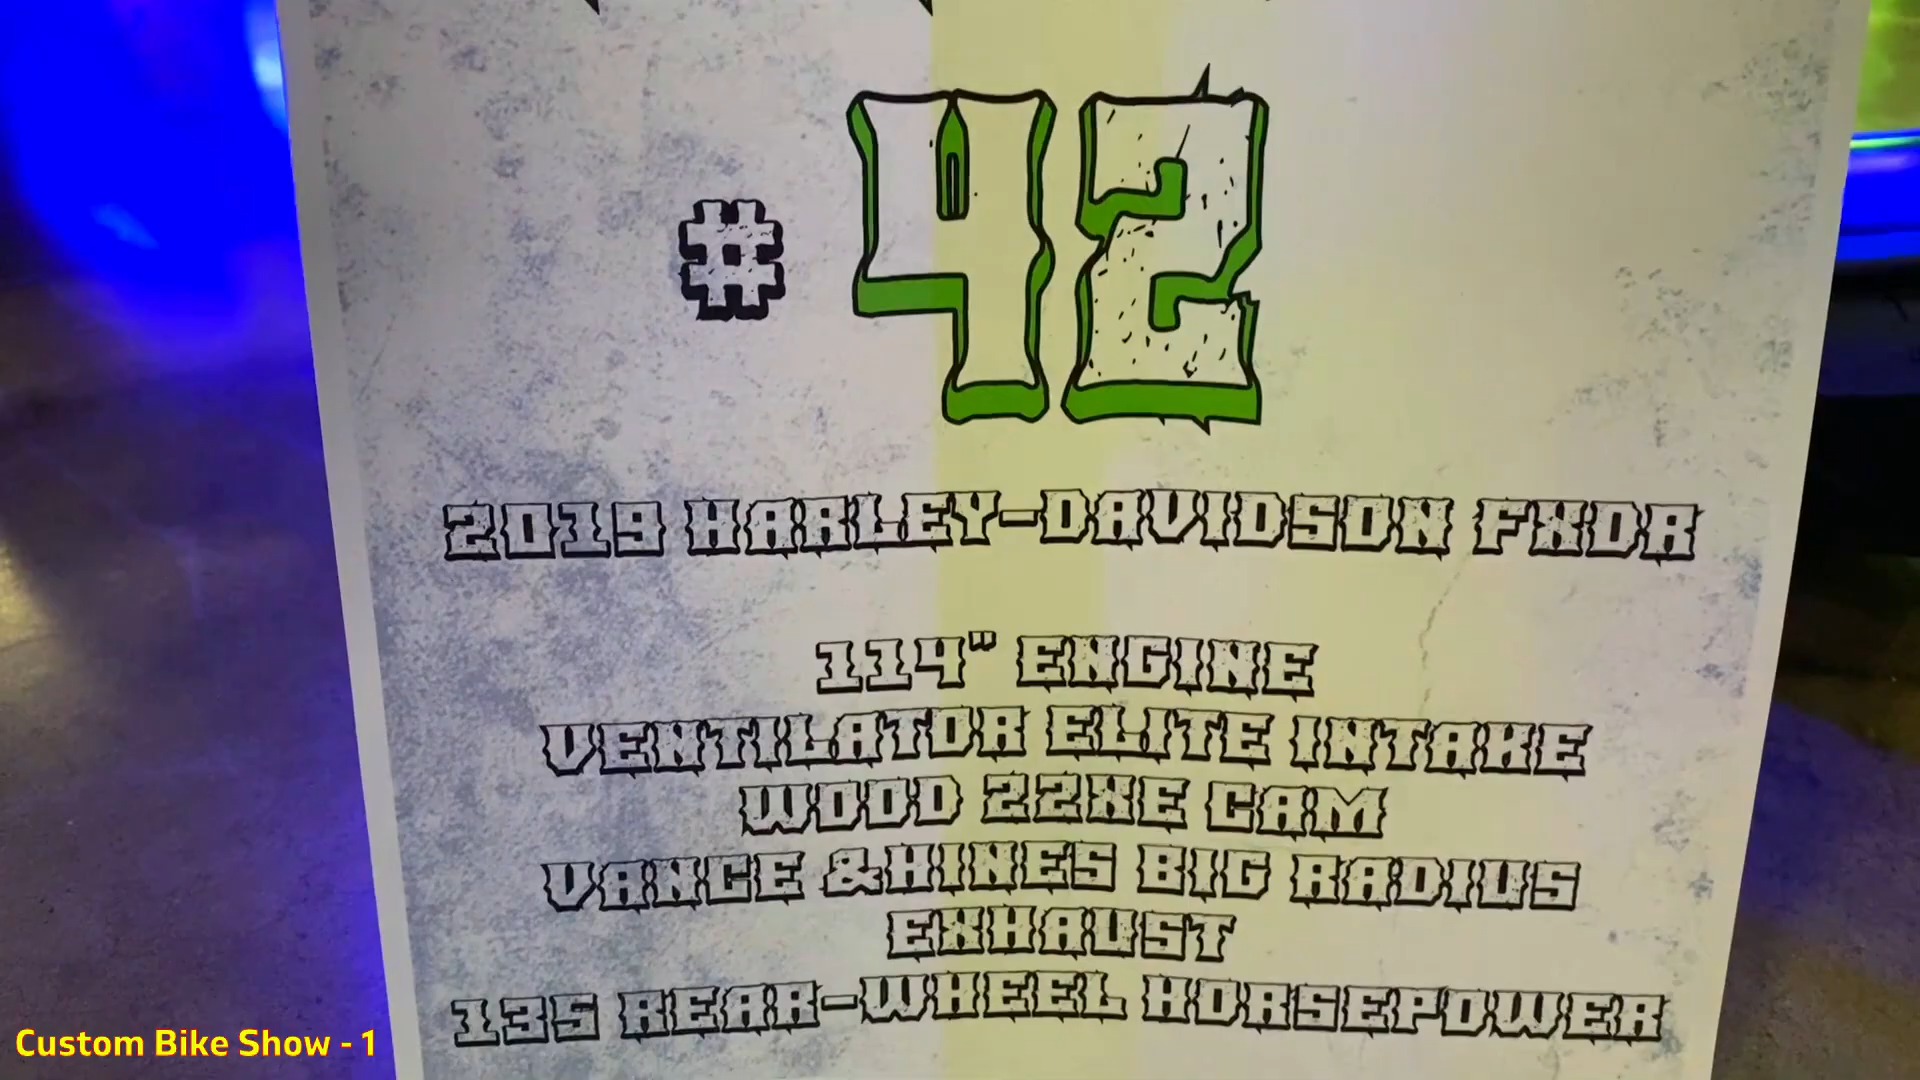 # 42
2019 HARLEY-DAVIDSON FXDR
114" ENGINE
VENTILATOR ELITE INTAKE
WOOD 22XE CAM
VANCE &HINES BIG RADIUS
EXHAUST
135 REAR-WHEEL HORSEPOWER
Custom Bike Show - 1